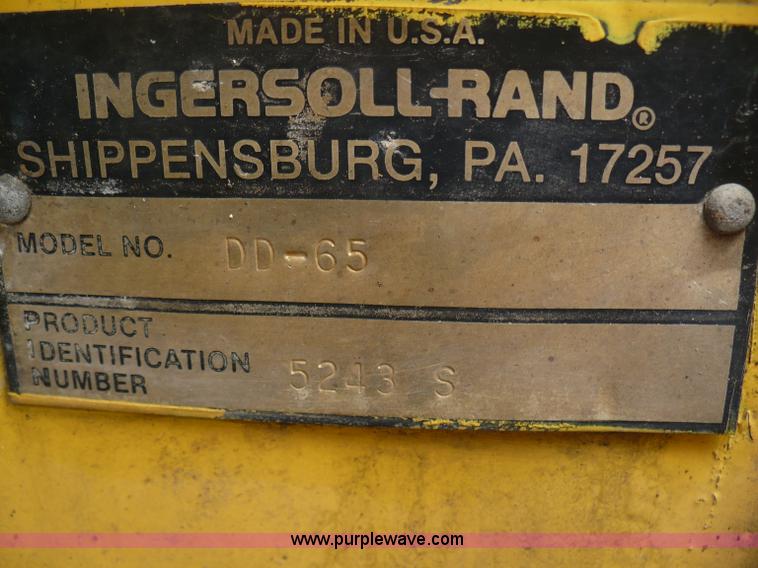 MADE IN U.S.A.
INGERSOLL-RAND®
SHIPPENSBURG, PA. 17257
MODEL NO. DD-65
PRODUCT
IDENTIFICATION
NUMBER 5243 S
www.purplewave.com